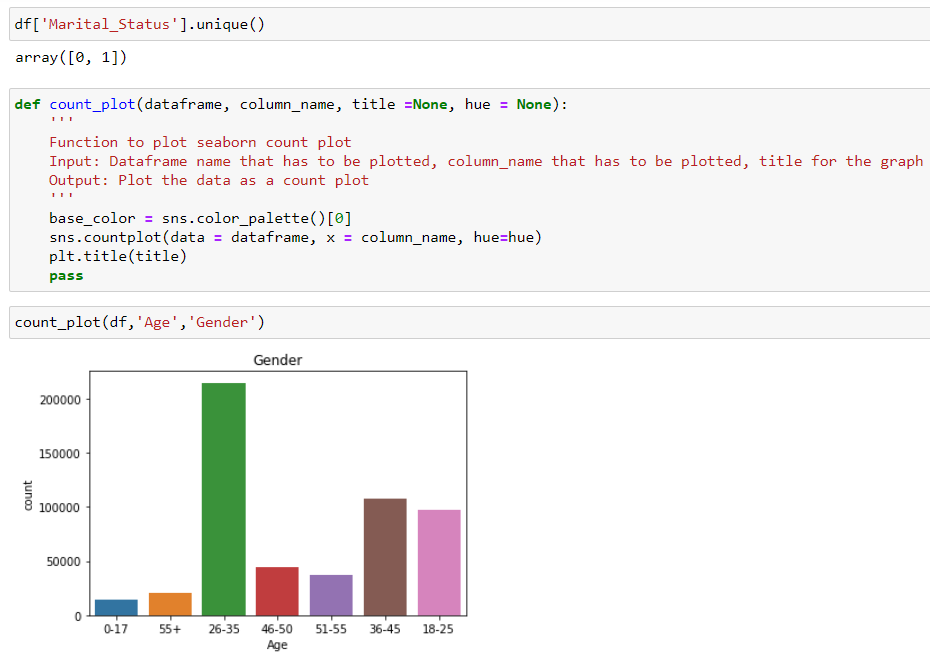 df['Marital_Status'].unique()
array([0, 1])
def count_plot(dataframe, column_name, title =None, hue = None):
'''
Function to plot seaborn count plot
Input: Dataframe name that has to be plotted, column_name that has to be plotted, title for the graph
Output: Plot the data as a count plot
'''
base_color = sns.color_palette()[0]
sns.countplot(data = dataframe, x = column_name, hue=hue)
plt.title(title)
pass
count_plot(df,'Age','Gender')
Gender
200000
150000
100000
50000
0
count
0-17 55+ 26-35 46-50 51-55 36-45 18-25
Age